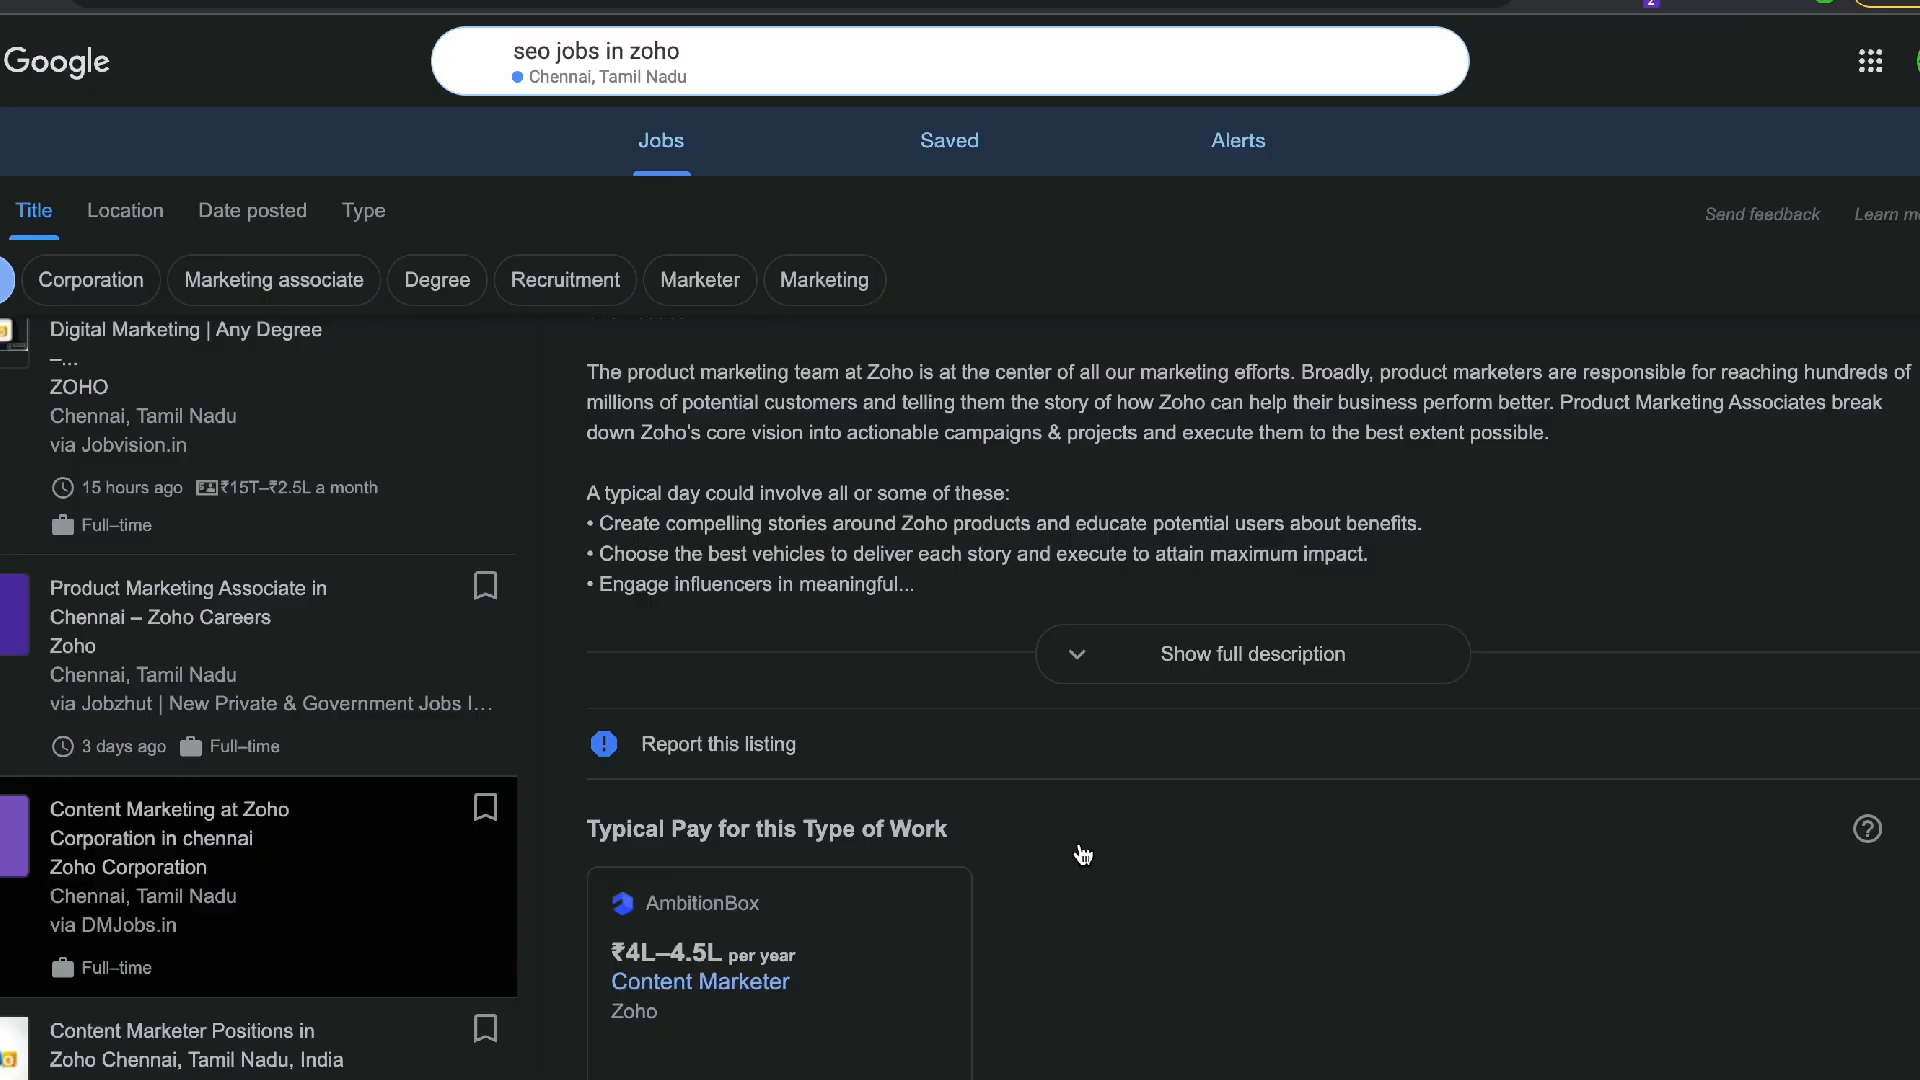 2
Google
seo jobs in zoho
Chennai, Tamil Nadu
Jobs
Saved
Alerts
Title
Location
Date posted
Type
Send feedback
Learn
Corporation
Marketing associate
Degree
Recruitment
Marketer
Marketing
Digital Marketing | Any Degree
–...
ZOHO
Chennai, Tamil Nadu
via Jobvision.in
15 hours ago ₹15T–₹2.5L a month
Full–time
Product Marketing Associate in
Chennai – Zoho Careers
Zoho
Chennai, Tamil Nadu
via Jobzhut | New Private & Government Jobs I...
3 days ago Full–time
Content Marketing at Zoho
Corporation in chennai
Zoho Corporation
Chennai, Tamil Nadu
via DMJobs.in
Full–time
Content Marketer Positions in
Zoho Chennai, Tamil Nadu, India
The product marketing team at Zoho is at the center of all our marketing efforts. Broadly, product marketers are responsible for reaching hundreds of
millions of potential customers and telling them the story of how Zoho can help their business perform better. Product Marketing Associates break
down Zoho's core vision into actionable campaigns & projects and execute them to the best extent possible.
A typical day could involve all or some of these:
• Create compelling stories around Zoho products and educate potential users about benefits.
• Choose the best vehicles to deliver each story and execute to attain maximum impact.
• Engage influencers in meaningful...
Show full description
Report this listing
Typical Pay for this Type of Work
AmbitionBox
₹4L–4.5L per year
Content Marketer
Zoho